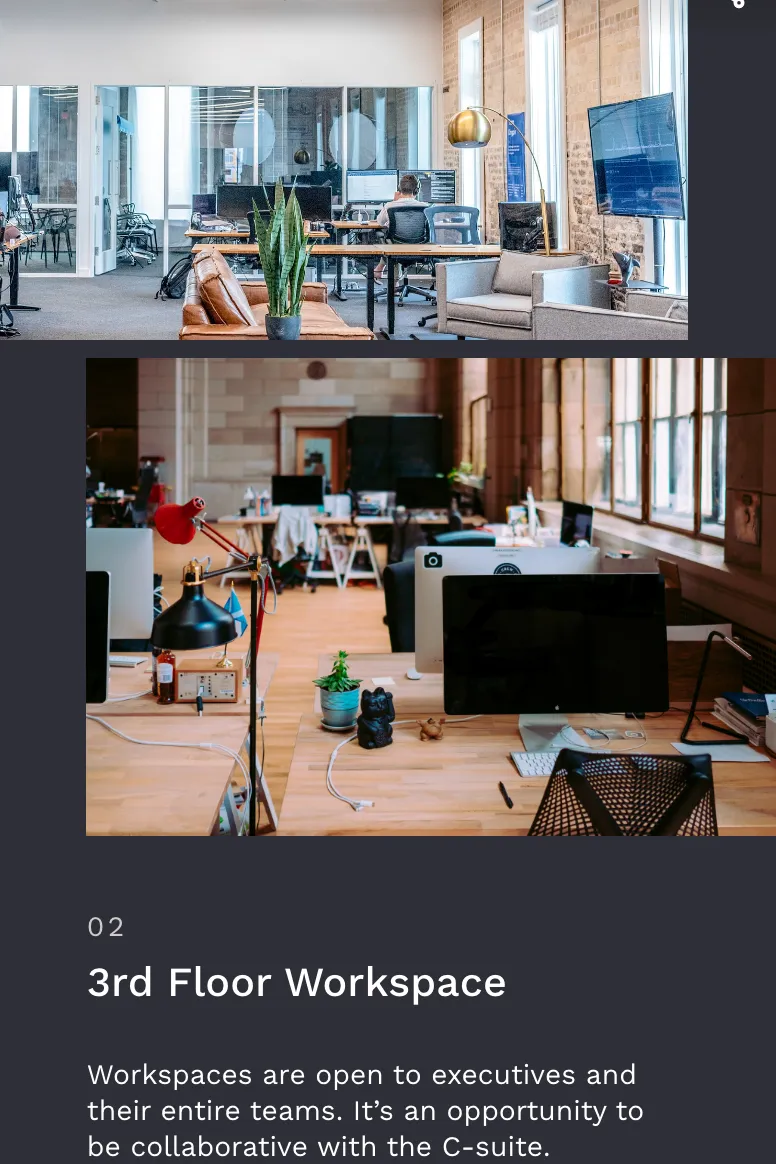 02
3rd Floor Workspace
Workspaces are open to executives and
their entire teams. It’s an opportunity to
be collaborative with the C-suite.